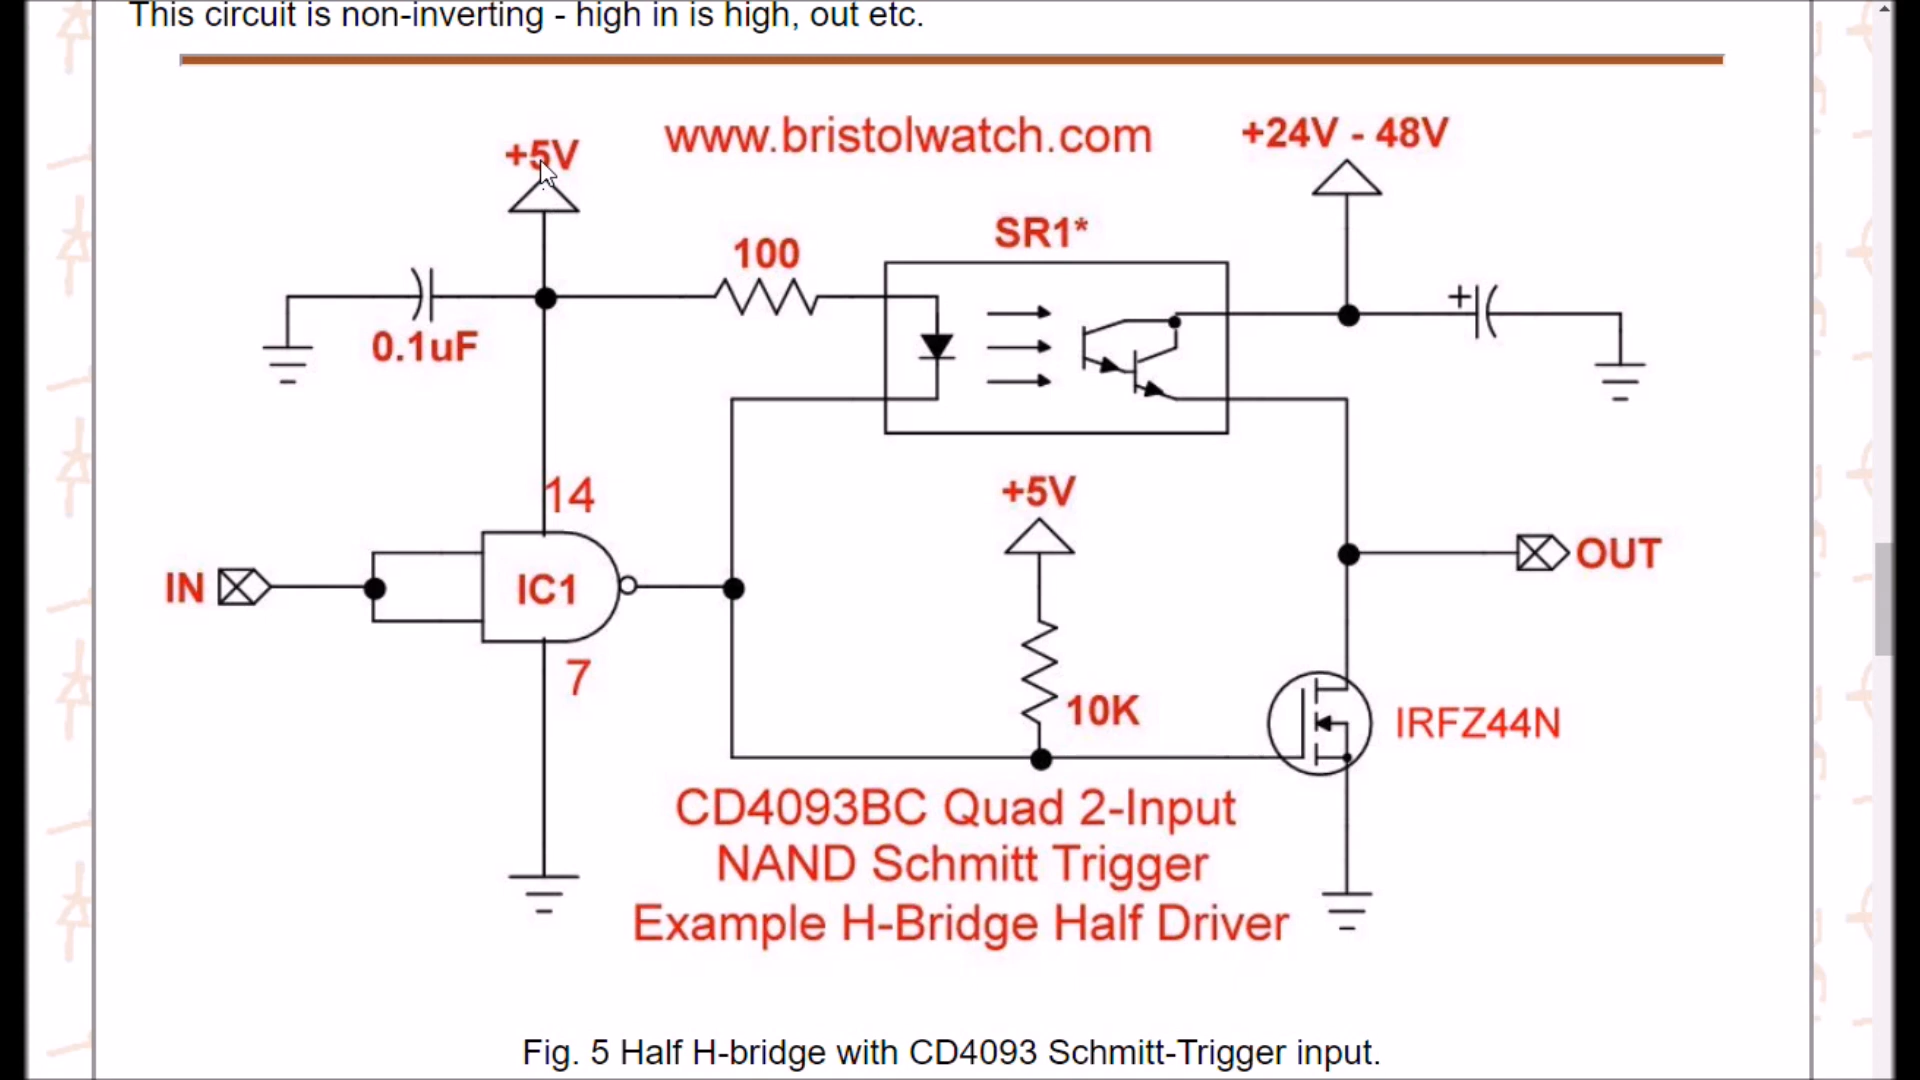 This circuit is non-inverting - high in is high, out etc.
www.bristolwatch.com
+24V - 48V
+5V
SR1*
100
0.1uF
14
+5V
IN
IC1
OUT
7
10K
IRFZ44N
CD4093BC Quad 2-Input
NAND Schmitt Trigger
Example H-Bridge Half Driver
Fig. 5 Half H-bridge with CD4093 Schmitt-Trigger input.